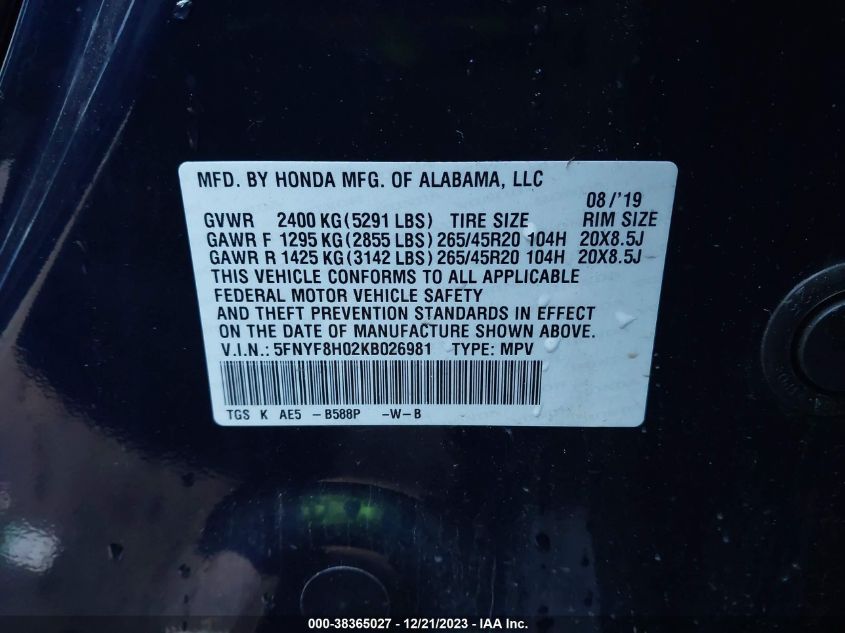 MFD. BY HONDA MFG. OF ALABAMA, LLC
08/'19
GVWR 2400 KG (5291 LBS) TIRE SIZE RIM SIZE
GAWR F 1295 KG (2855 LBS) 265/45R20 104H 20X8.5J
GAWR R 1425 KG (3142 LBS) 265/45R20 104H 20X8.5J
THIS VEHICLE CONFORMS TO ALL APPLICABLE
FEDERAL MOTOR VEHICLE SAFETY
AND THEFT PREVENTION STANDARDS IN EFFECT
ON THE DATE OF MANUFACTURE SHOWN ABOVE.
V.I.N.: 5FNYF8H02KB026981 TYPE: MPV
TGS K AE5 -B588P -W-B
000-38365027 - 12/21/2023 - IAA Inc.